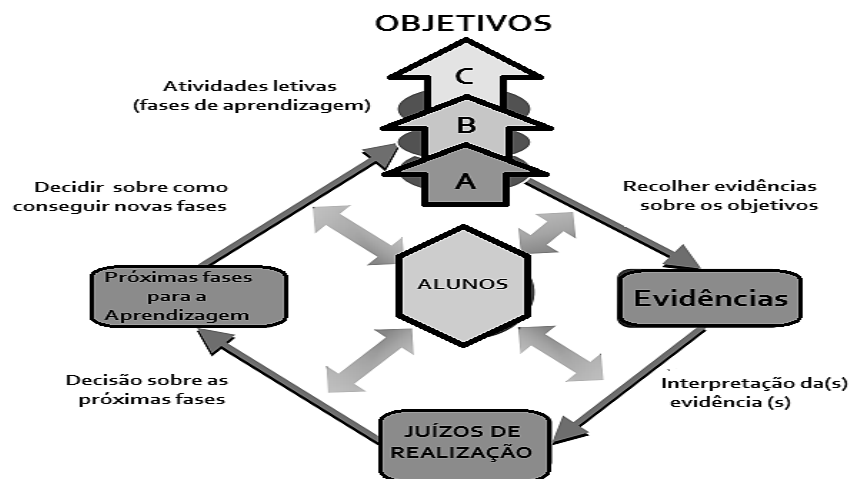 OBJETIVOS
C
Atividades letivas
(fases de aprendizagem)
B
A
Decidir sobre como
conseguir novas fases
Recolher evidências
sobre os objetivos
ALUNOS
Próximas fases
para a
Aprendizagem
Evidências
Decisão sobre as
próximas fases
Interpretação da(s)
evidência (s)
JUÍZOS DE
REALIZAÇÃO